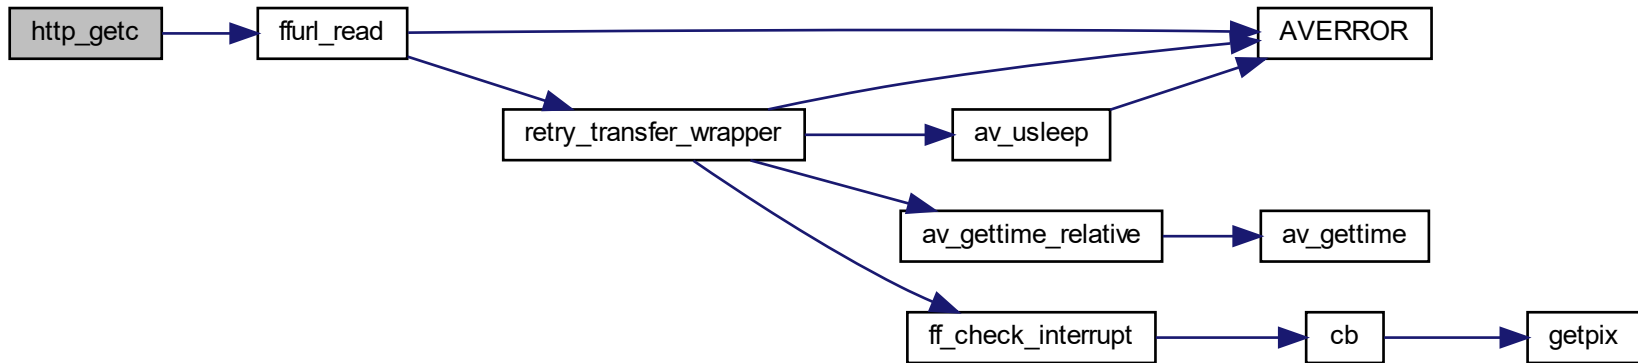 http_getc
ffurl_read
AVERROR
retry_transfer_wrapper
av_usleep
av_gettime_relative
av_gettime
ff_check_interrupt
cb
getpix